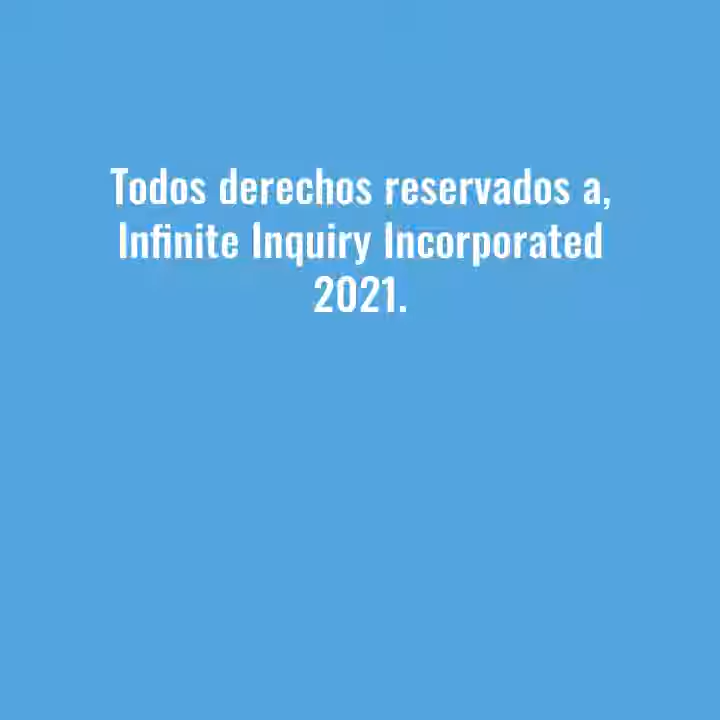 Todos derechos reservados a,
Infinite Inquiry Incorporated
2021.